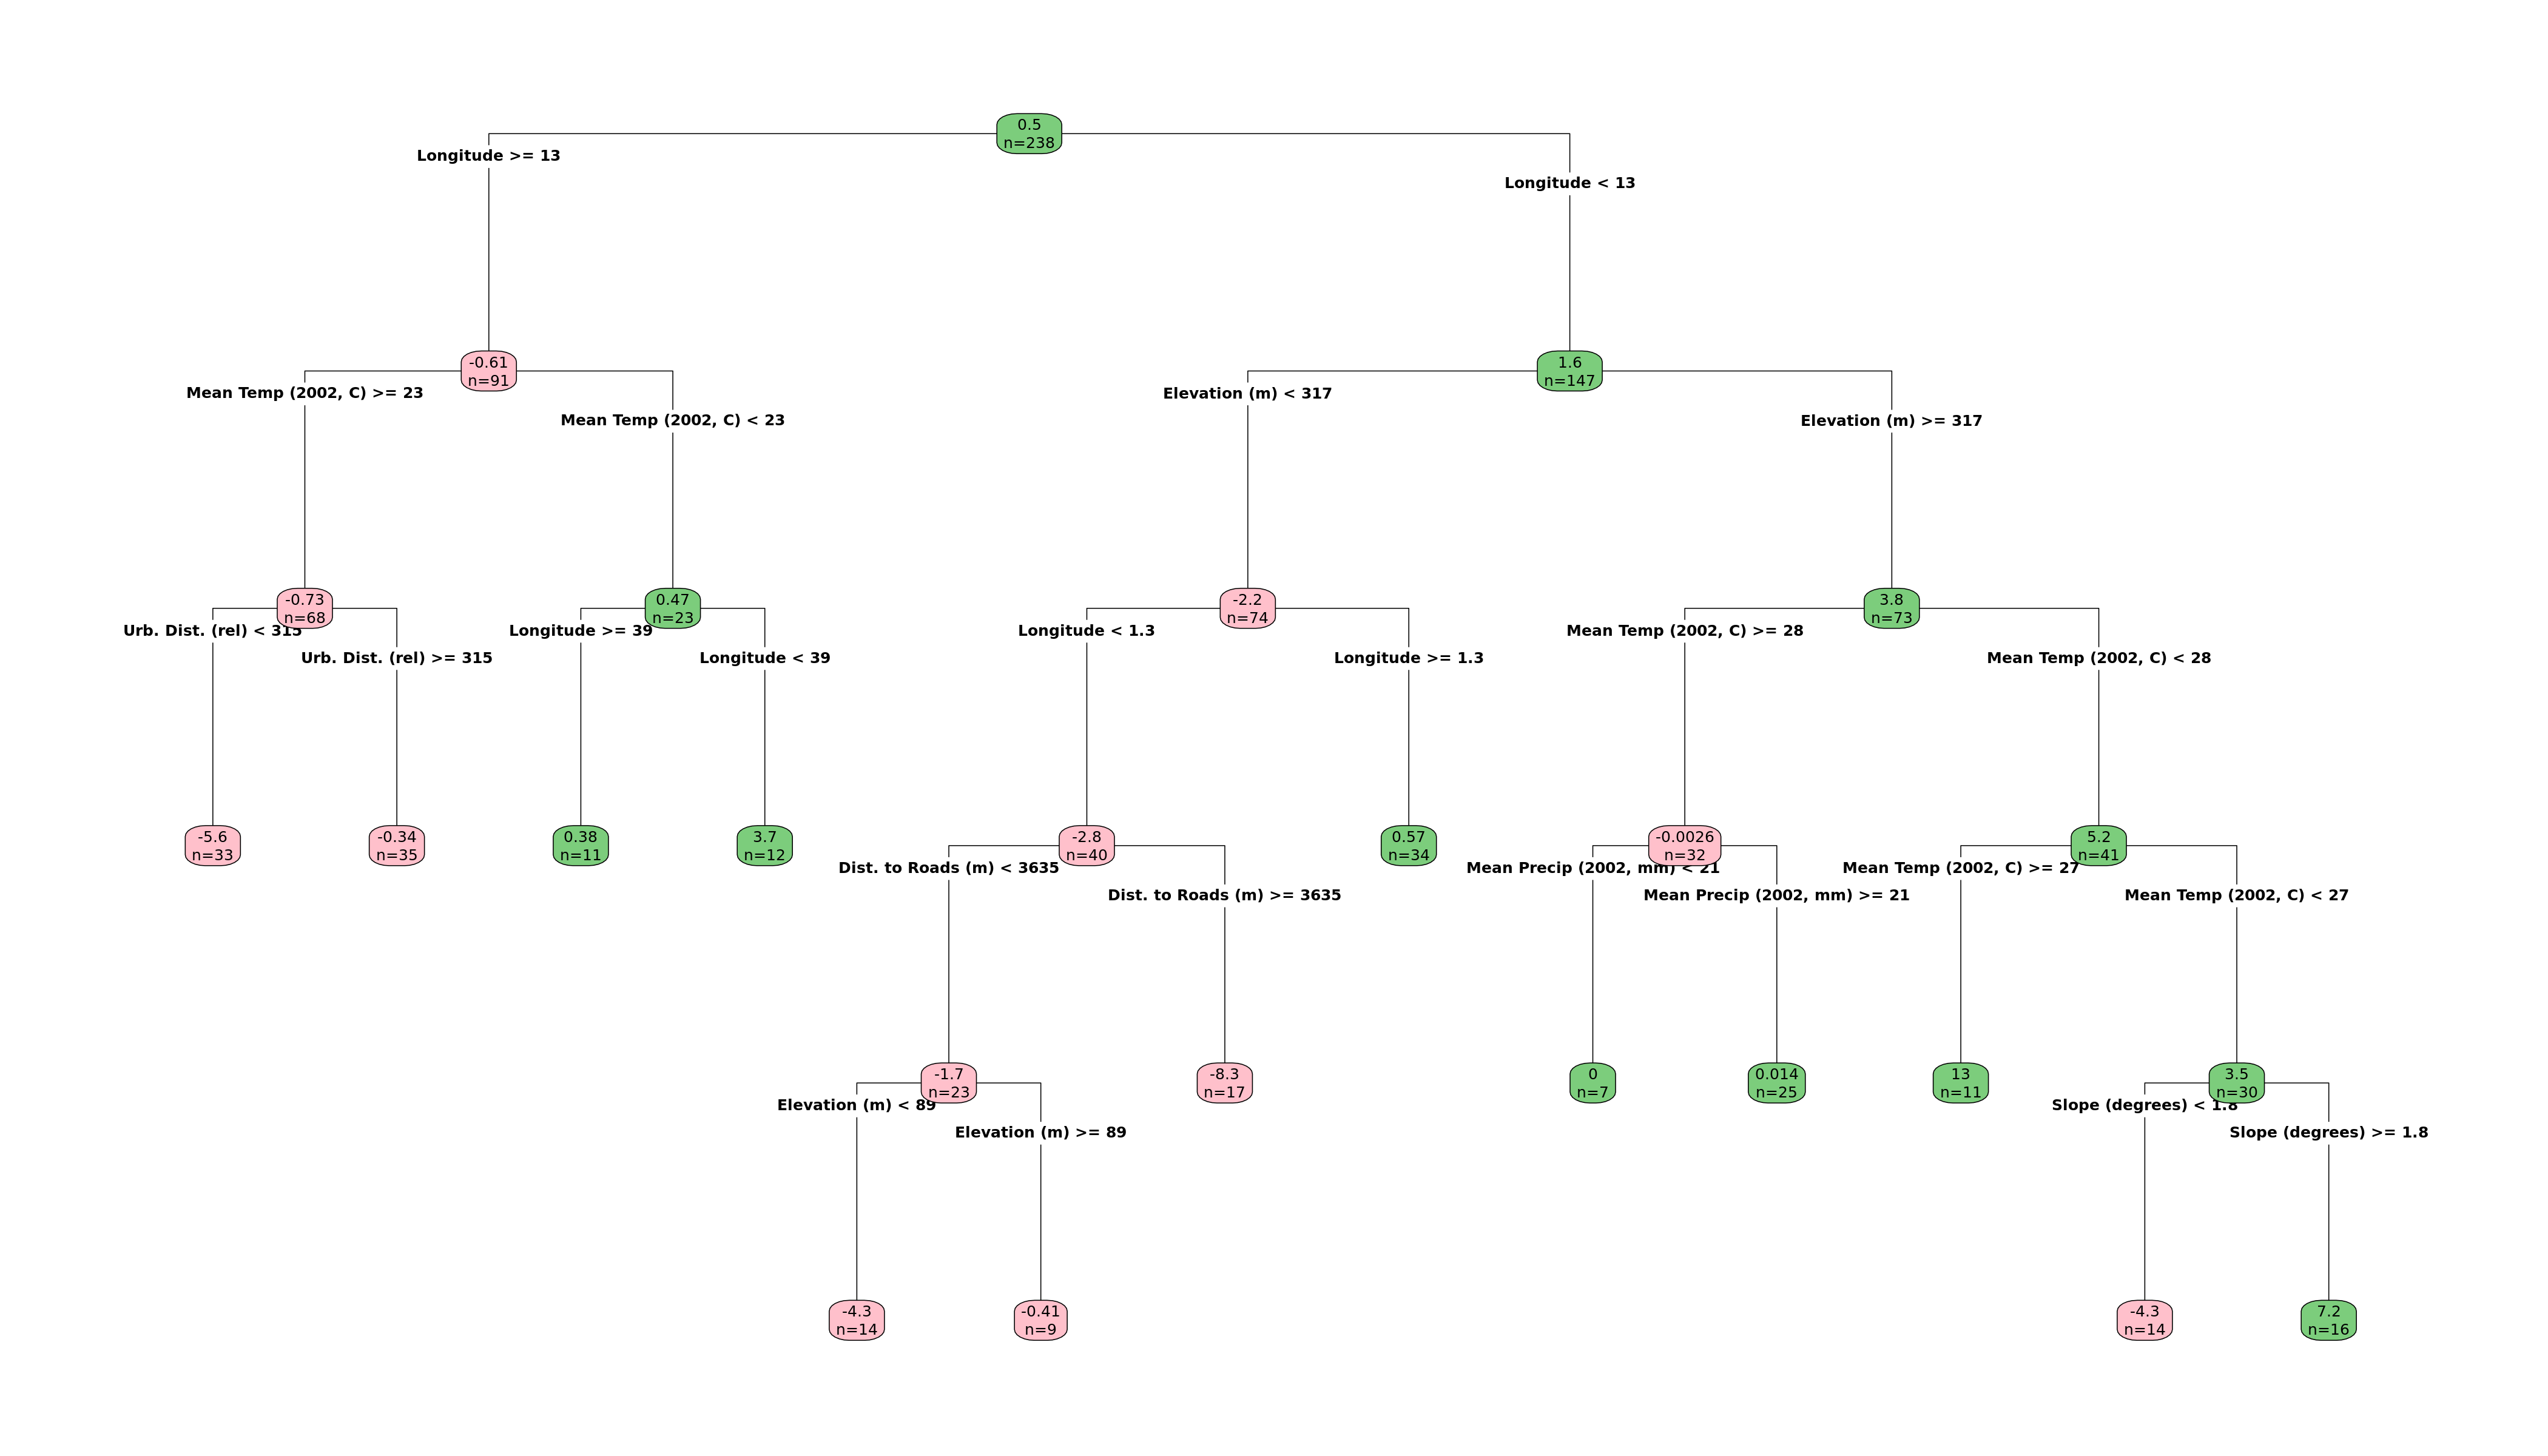 0.5
n=238
Longitude >= 13
Longitude < 13
-0.61
n=91
1.6
n=147
Mean Temp (2002, C) >= 23
Mean Temp (2002, C) < 23
Elevation (m) < 317
Elevation (m) >= 317
-0.73
n=68
0.47
n=23
-2.2
n=74
3.8
n=73
Urb. Dist. (rel) < 315
Urb. Dist. (rel) >= 315
Longitude >= 39
Longitude < 39
Longitude < 1.3
Longitude >= 1.3
Mean Temp (2002, C) >= 28
Mean Temp (2002, C) < 28
-5.6
n=33
-0.34
n=35
0.38
n=11
3.7
n=12
-2.8
n=40
0.57
n=34
-0.0026
n=32
5.2
n=41
Dist. to Roads (m) < 3635
Dist. to Roads (m) >= 3635
Mean Precip (2002, mm) < 21
Mean Precip (2002, mm) >= 21
Mean Temp (2002, C) >= 27
Mean Temp (2002, C) < 27
-1.7
n=23
-8.3
n=17
0
n=7
0.014
n=25
13
n=11
3.5
n=30
Elevation (m) < 89
Elevation (m) >= 89
Slope (degrees) < 1.8
Slope (degrees) >= 1.8
-4.3
n=14
-0.41
n=9
-4.3
n=14
7.2
n=16